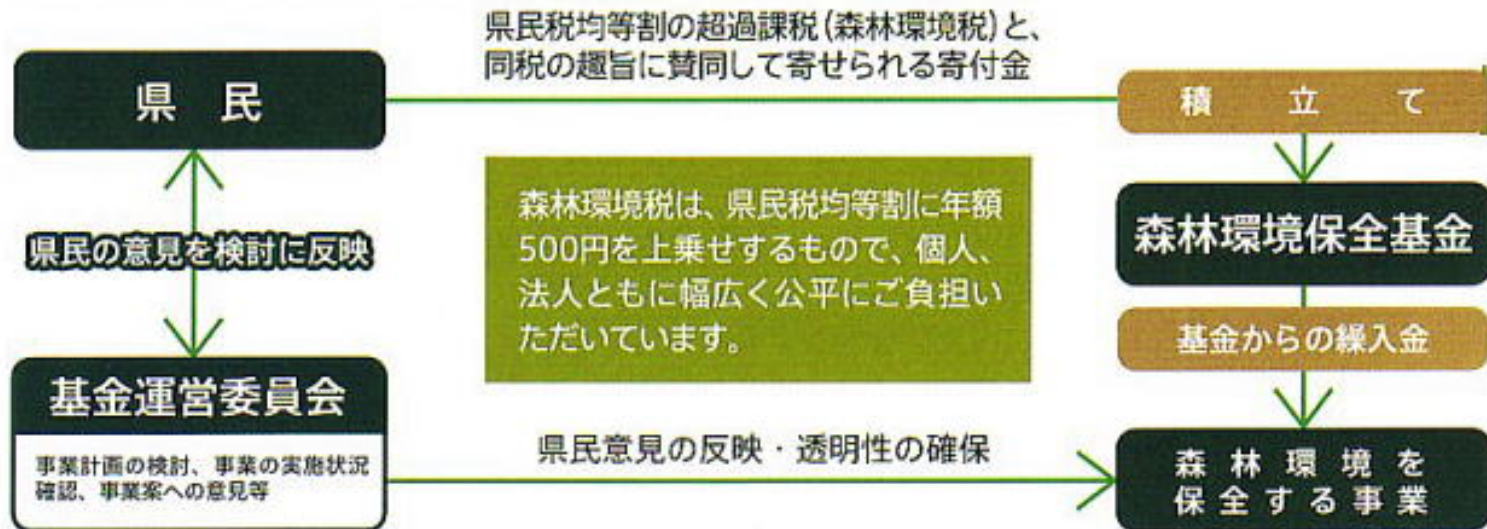 県民税均等割の超過課税(森林環境税)と、
同税の趣旨に賛同して寄せられる寄付金
県民
積立て
森林環境税は、県民税均等割に年額
500円を上乗せするもので、個人、
法人ともに幅広く公平にご負担い
ただいています。
森林環境保全基金
県民の意見を検討に反映
基金からの繰入金
基金運営委員会
事業計画の検討、事業の実施状況
確認、事業案への意見等
県民意見の反映・透明性の確保
森林環境を
保全する事業